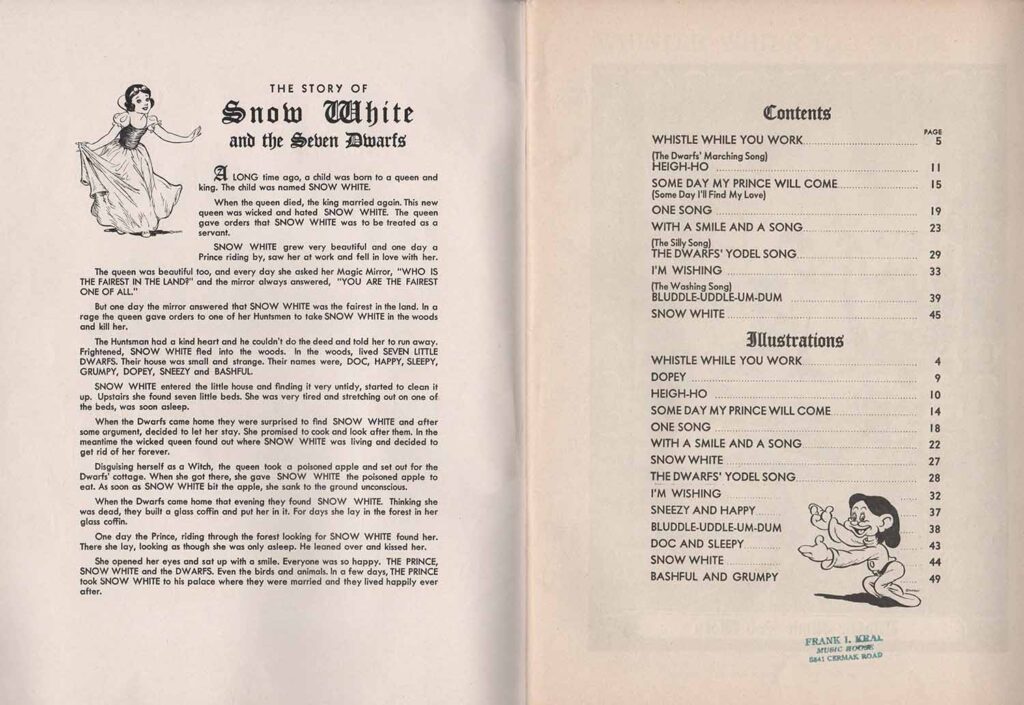 THE STORY OF
Snow White
and the Seven Dwarfs
A LONG time ago, a child was born to a queen and
king. The child was named SNOW WHITE.
When the queen died, the king married again. This new
queen was wicked and hated SNOW WHITE. The queen
gave orders that SNOW WHITE was to be treated as a
servant.
SNOW WHITE grew very beautiful and one day a
Prince riding by, saw her at work and fell in love with her.
The queen was beautiful too, and every day she asked her Magic Mirror, "WHO IS
THE FAIREST IN THE LAND?" and the mirror always answered, "YOU ARE THE FAIREST
ONE OF ALL."
But one day the mirror answered that SNOW WHITE was the fairest in the land. In a
rage the queen gave orders to one of her Huntsmen to take SNOW WHITE in the woods
and kill her.
The Huntsman had a kind heart and he couldn't do the deed and told her to run away.
Frightened, SNOW WHITE fled into the woods. In the woods, lived SEVEN LITTLE
DWARFS. Their house was small and strange. Their names were, DOC, HAPPY, SLEEPY,
GRUMPY, DOPEY, SNEEZY and BASHFUL.
SNOW WHITE entered the little house and finding it very untidy, started to clean it
up. Upstairs she found seven little beds. She was very tired and stretching out on one of
the beds, was soon asleep.
When the Dwarfs came home they were surprised to find SNOW WHITE and after
some argument, decided to let her stay. She promised to cook and look after them. In the
meantime the wicked queen found out where SNOW WHITE was living and decided to
get rid of her forever.
Disguising herself as a Witch, the queen took a poisoned apple and set out for the
Dwarfs' cottage. When she got there, she gave SNOW WHITE the poisoned apple to
eat. As soon as SNOW WHITE bit the apple, she sank to the ground unconscious.
When the Dwarfs came home that evening they found SNOW WHITE. Thinking she
was dead, they built a glass coffin and put her in it. For days she lay in the forest in her
glass coffin.
One day the Prince, riding through the forest looking for SNOW WHITE found her.
There she lay, looking as though she was only asleep. He leaned over and kissed her.
She opened her eyes and sat up with a smile. Everyone was so happy. THE PRINCE,
SNOW WHITE and the DWARFS. Even the birds and animals. In a few days, THE PRINCE
took SNOW WHITE to his palace where they were married and they lived happily ever
after.
Contents
PAGE
WHISTLE WHILE YOU WORK 5
(The Dwarfs' Marching Song)
HEIGH-HO 11
SOME DAY MY PRINCE WILL COME 15
(Some Day I'll Find My Love)
ONE SONG 19
WITH A SMILE AND A SONG 23
(The Silly Song)
THE DWARFS' YODEL SONG 29
I'M WISHING 33
(The Washing Song)
BLUDDLE-UDDLE-UM-DUM 39
SNOW WHITE 45
Illustrations
WHISTLE WHILE YOU WORK 4
DOPEY 9
HEIGH-HO 10
SOME DAY MY PRINCE WILL COME 14
ONE SONG 18
WITH A SMILE AND A SONG 22
SNOW WHITE 27
THE DWARFS' YODEL SONG 28
I'M WISHING 32
SNEEZY AND HAPPY 37
BLUDDLE-UDDLE-UM-DUM 38
DOC AND SLEEPY 43
SNOW WHITE 44
BASHFUL AND GRUMPY 49
FRANK I. KRAL
MUSIC HOUSE
5841 CERMAK ROAD